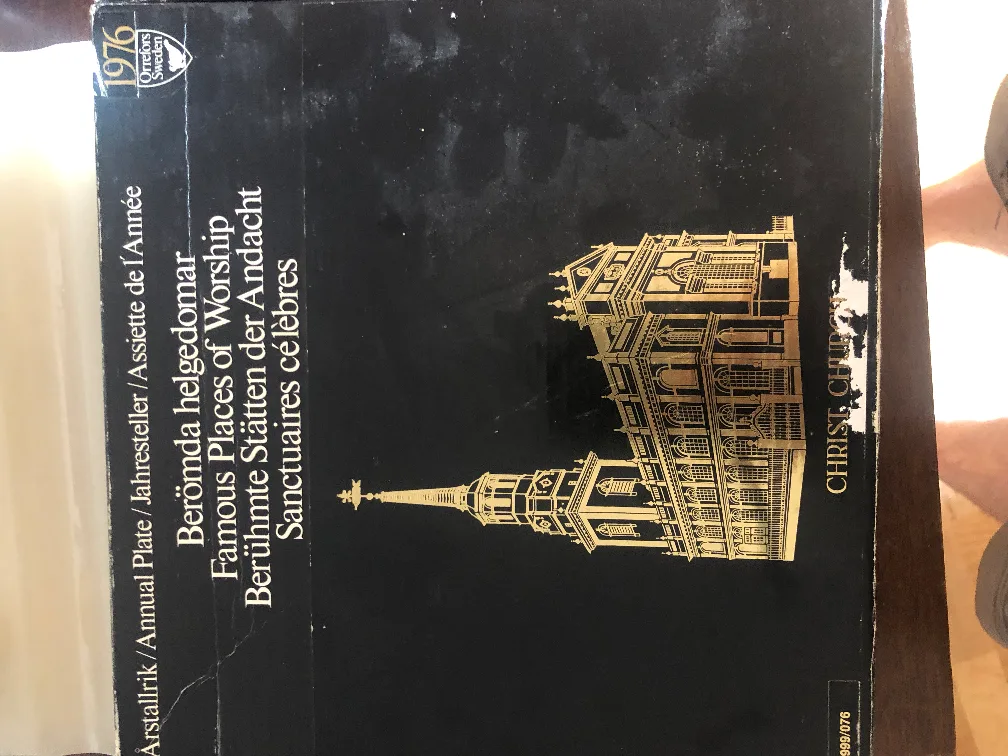 1976
Orrefors
Sweden
Årstallrik/Annual Plate/Jahresteller/Assiette de l'Année
Berömda helgedomar
Famous Places of Worship
Berühmte Stätten der Andacht
Sanctuaires célèbres
CHRIST CHURCH
999/076